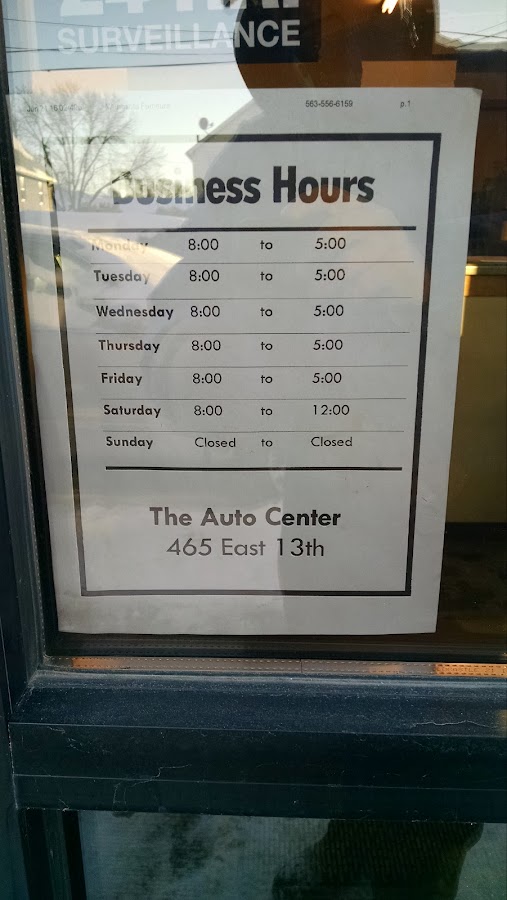 24 HR
SURVEILLANCE
563-556-6159 p.1
Business Hours
Monday 8:00 to 5:00
Tuesday 8:00 to 5:00
Wednesday 8:00 to 5:00
Thursday 8:00 to 5:00
Friday 8:00 to 5:00
Saturday 8:00 to 12:00
Sunday Closed to Closed
The Auto Center
465 East 13th